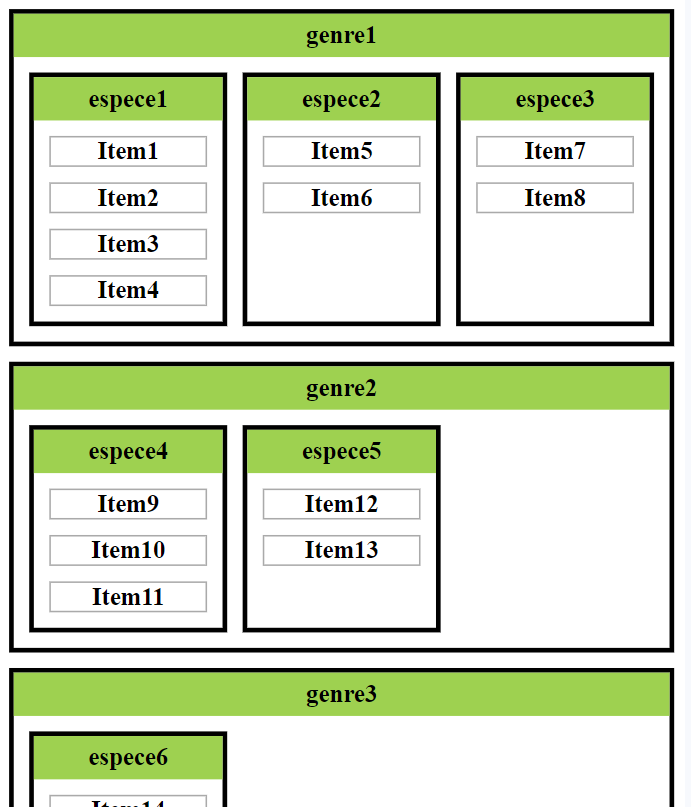 genre1
espece1 espece2 espece3
Item1 Item5 Item7
Item2 Item6 Item8
Item3
Item4
genre2
espece4 espece5
Item9 Item12
Item10 Item13
Item11
genre3
espece6
Item14